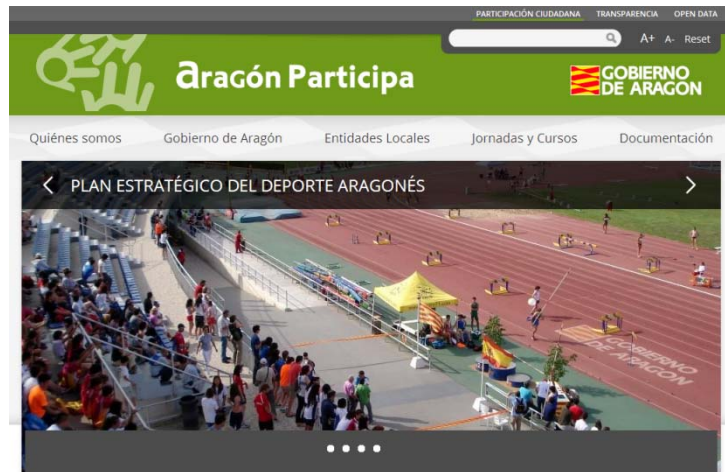 PARTICIPACIÓN CIUDADANA TRANSPARENCIA OPEN DATA
A+ A- Reset
aragón Participa
GOBIERNO
DE ARAGON
Quiénes somos Gobierno de Aragón Entidades Locales Jornadas y Cursos Documentación
PLAN ESTRATÉGICO DEL DEPORTE ARAGONÉS
GOBIERNO
DE ARAGON